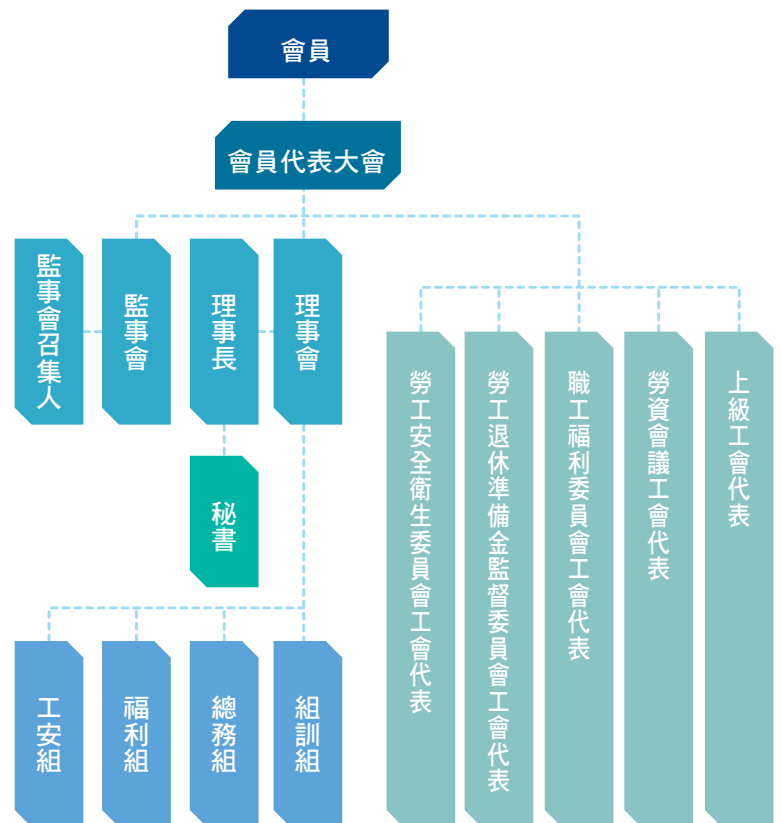 會員
會員代表大會
監事會召集人
監事會
理事長
理事會
秘書
工安組
福利組
總務組
組訓組
勞工安全衛生委員會工會代表
勞工退休準備金監督委員會工會代表
職工福利委員會工會代表
勞資會議工會代表
上級工會代表